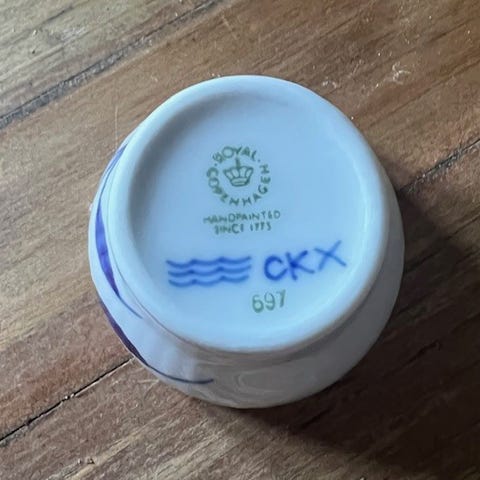 ROYAL COPENHAGEN
HANDPAINTED
SINCE 1775
CKX
697